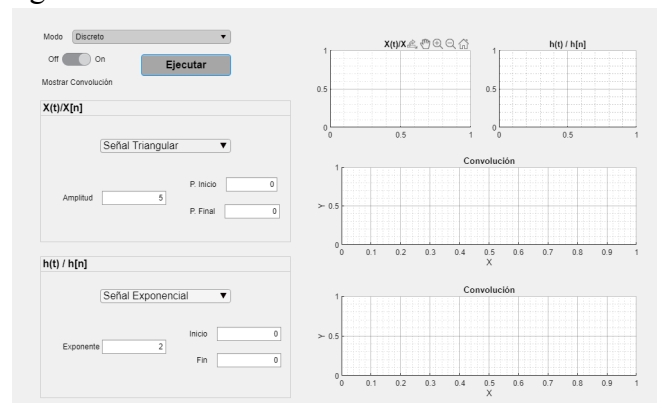 Modo Discreto
Off On
Ejecutar
Mostrar Convolución
X(t)/X[n]
Señal Triangular
Amplitud 5
P. Inicio 0
P. Final 0
h(t) / h[n]
Señal Exponencial
Exponente 2
Inicio 0
Fin 0
X(t)/X
1
0.5
0
0 0.5 1
h(t) / h[n]
1
0.5
0
0 0.5 1
Convolución
1
Y 0.5
0
0 0.1 0.2 0.3 0.4 0.5 0.6 0.7 0.8 0.9 1
X
Convolución
1
Y 0.5
0
0 0.1 0.2 0.3 0.4 0.5 0.6 0.7 0.8 0.9 1
X